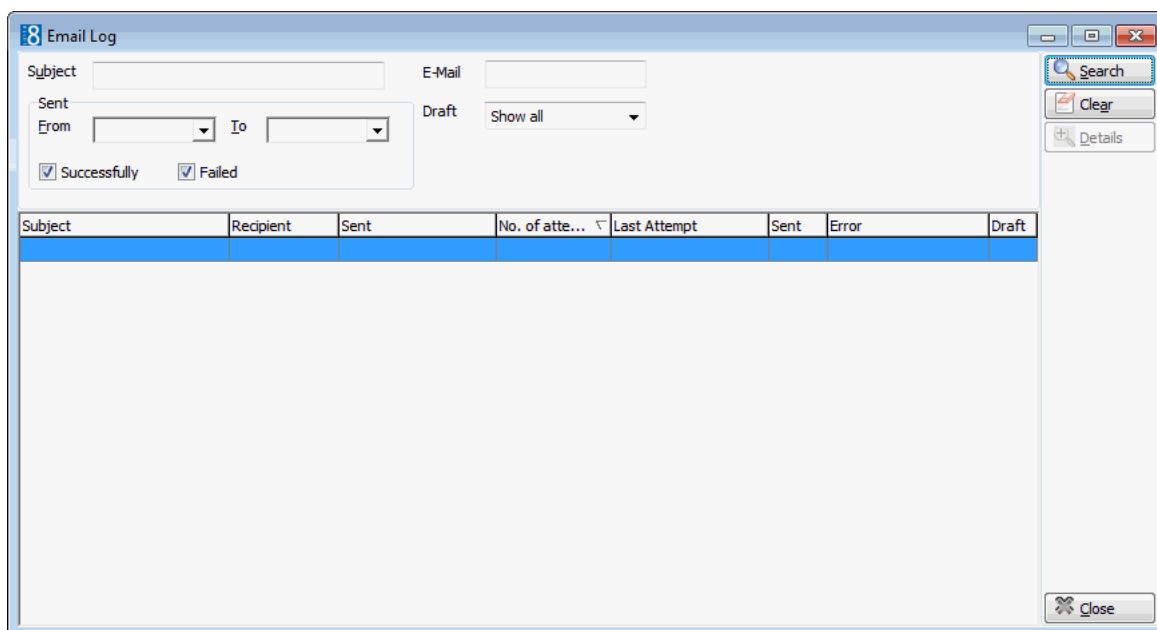 8 Email Log
Subject E-Mail
Sent
From To
Draft Show all
Successfully Failed
Search
Clear
Details
Subject Recipient Sent No. of atte... Last Attempt Sent Error Draft
Close